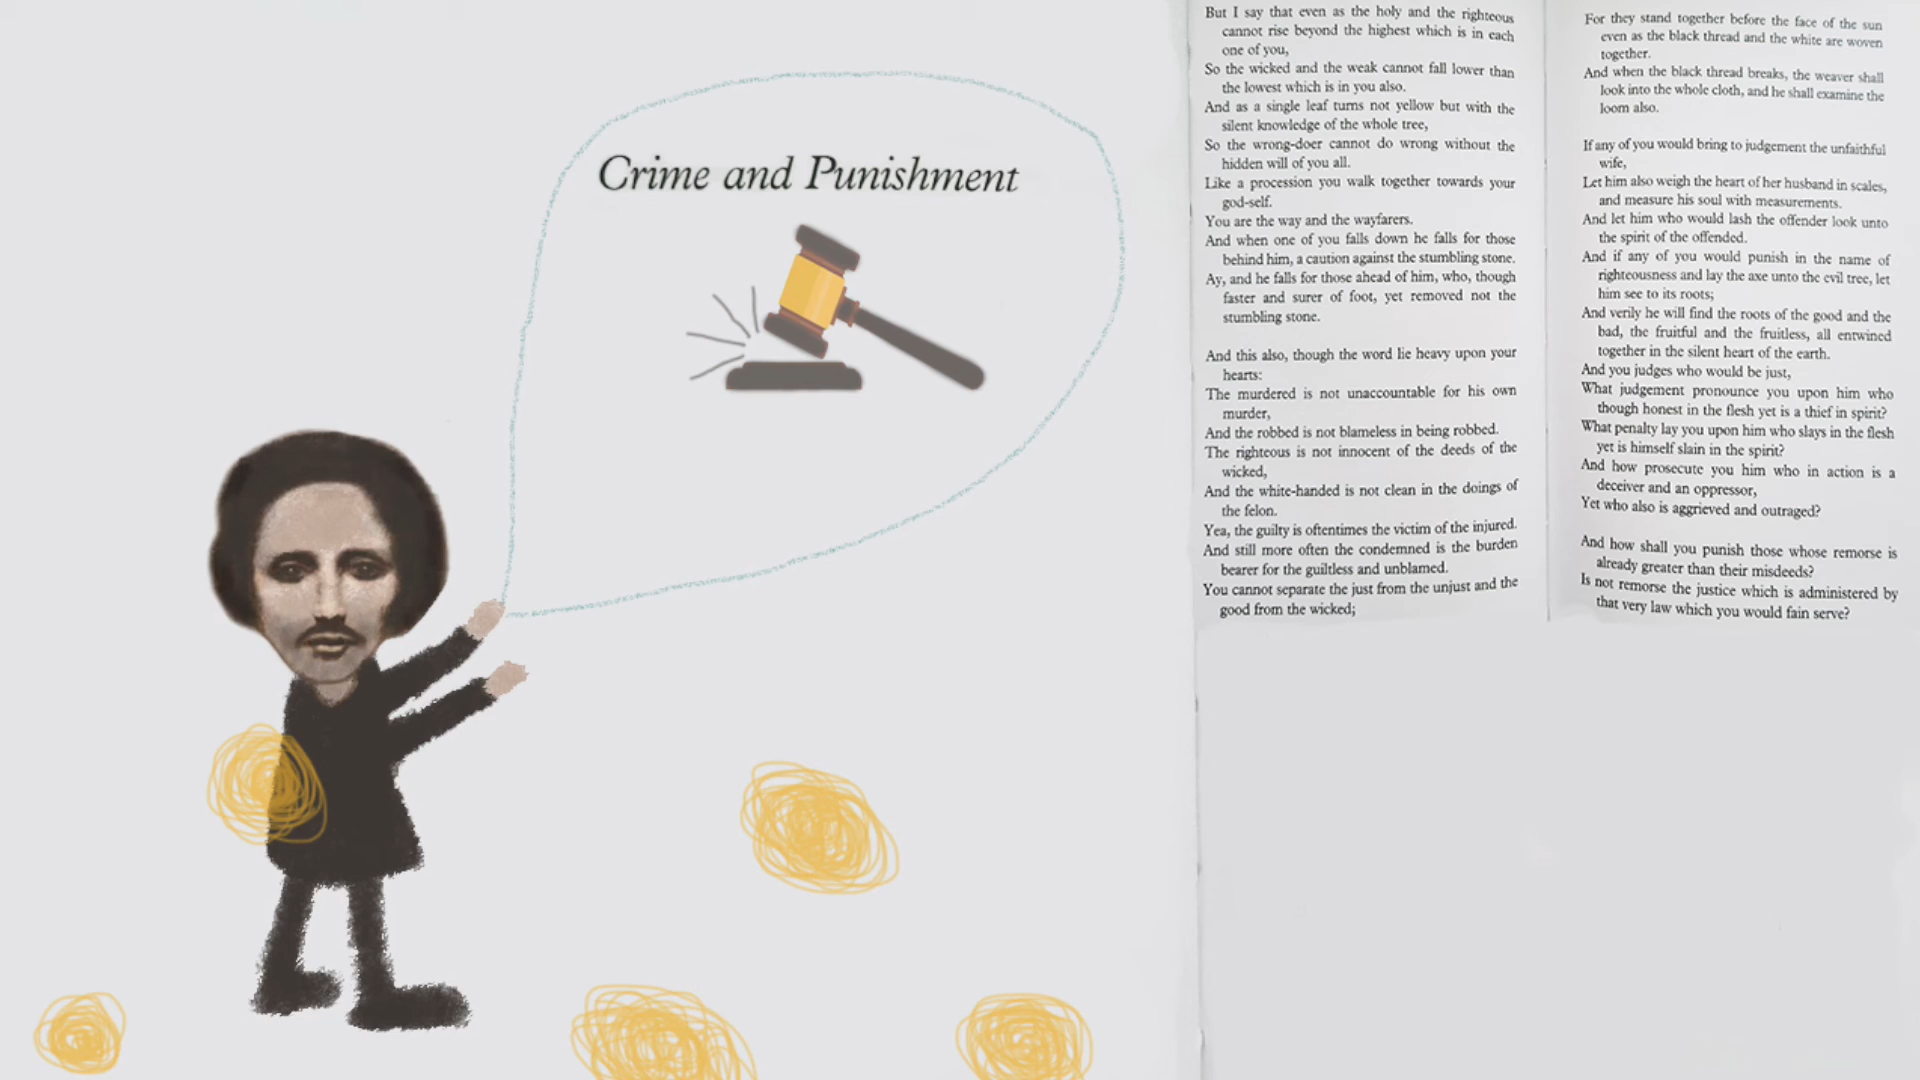 Crime and Punishment
But I say that even as the holy and the righteous
cannot rise beyond the highest which is in each
one of you,
So the wicked and the weak cannot fall lower than
the lowest which is in you also.
And as a single leaf turns not yellow but with the
silent knowledge of the whole tree,
So the wrong-doer cannot do wrong without the
hidden will of you all.
Like a procession you walk together towards your
god-self.
You are the way and the wayfarers.
And when one of you falls down he falls for those
behind him, a caution against the stumbling stone.
Ay, and he falls for those ahead of him, who, though
faster and surer of foot, yet removed not the
stumbling stone.
And this also, though the word lie heavy upon your
hearts:
The murdered is not unaccountable for his own
murder,
And the robbed is not blameless in being robbed.
The righteous is not innocent of the deeds of the
wicked,
And the white-handed is not clean in the doings of
the felon.
Yea, the guilty is oftentimes the victim of the injured.
And still more often the condemned is the burden
bearer for the guiltless and unblamed.
You cannot separate the just from the unjust and the
good from the wicked;
For they stand together before the face of the sun
even as the black thread and the white are woven
together.
And when the black thread breaks, the weaver shall
look into the whole cloth, and he shall examine the
loom also.
If any of you would bring to judgement the unfaithful
wife,
Let him also weigh the heart of her husband in scales,
and measure his soul with measurements.
And let him who would lash the offender look unto
the spirit of the offended.
And if any of you would punish in the name of
righteousness and lay the axe unto the evil tree, let
him see to its roots;
And verily he will find the roots of the good and the
bad, the fruitful and the fruitless, all entwined
together in the silent heart of the earth.
And you judges who would be just,
What judgement pronounce you upon him who
though honest in the flesh yet is a thief in spirit?
What penalty lay you upon him who slays in the flesh
yet is himself slain in the spirit?
And how prosecute you him who in action is a
deceiver and an oppressor,
Yet who also is aggrieved and outraged?
And how shall you punish those whose remorse is
already greater than their misdeeds?
Is not remorse the justice which is administered by
that very law which you would fain serve?